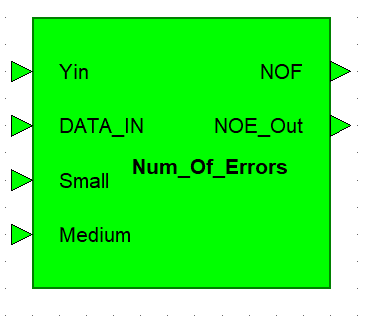 Yin NOF
DATA_IN NOE_Out
Num_Of_Errors
Small
Medium